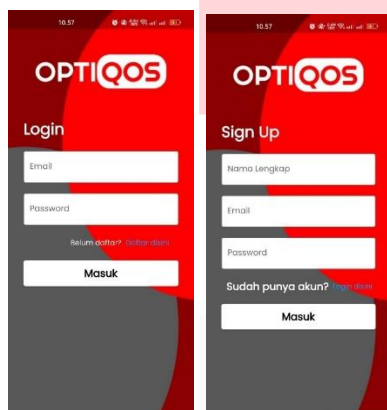 10.57
OPTIQOS
Login
Email
Password
Belum daftar? Daftar disini
Masuk
10.57
OPTIQOS
Sign Up
Nama Lengkap
Email
Password
Sudah punya akun? Login disini
Masuk